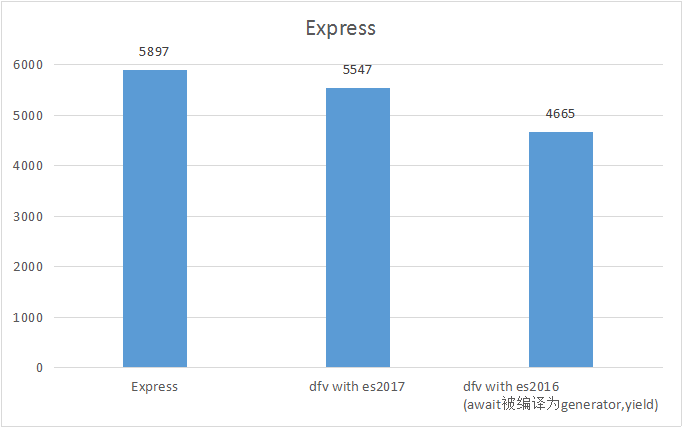 Express
5897
5547
4665
6000
5000
4000
3000
2000
1000
0
Express
dfv with es2017
dfv with es2016
(await被编译为generator,yield)